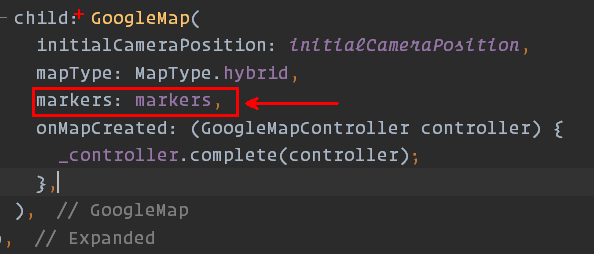 child: GoogleMap(
initialCameraPosition: initialCameraPosition,
mapType: MapType.hybrid,
markers: markers,
onMapCreated: (GoogleMapController controller) {
_controller.complete(controller);
},
), // GoogleMap
, // Expanded